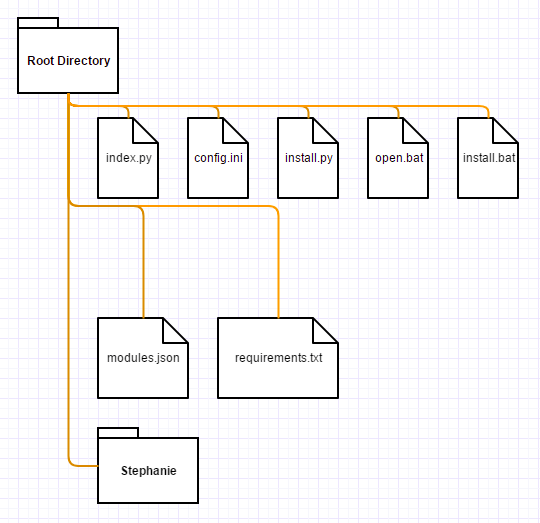 Root Directory
index.py
config.ini
install.py
open.bat
install.bat
modules.json
requirements.txt
Stephanie